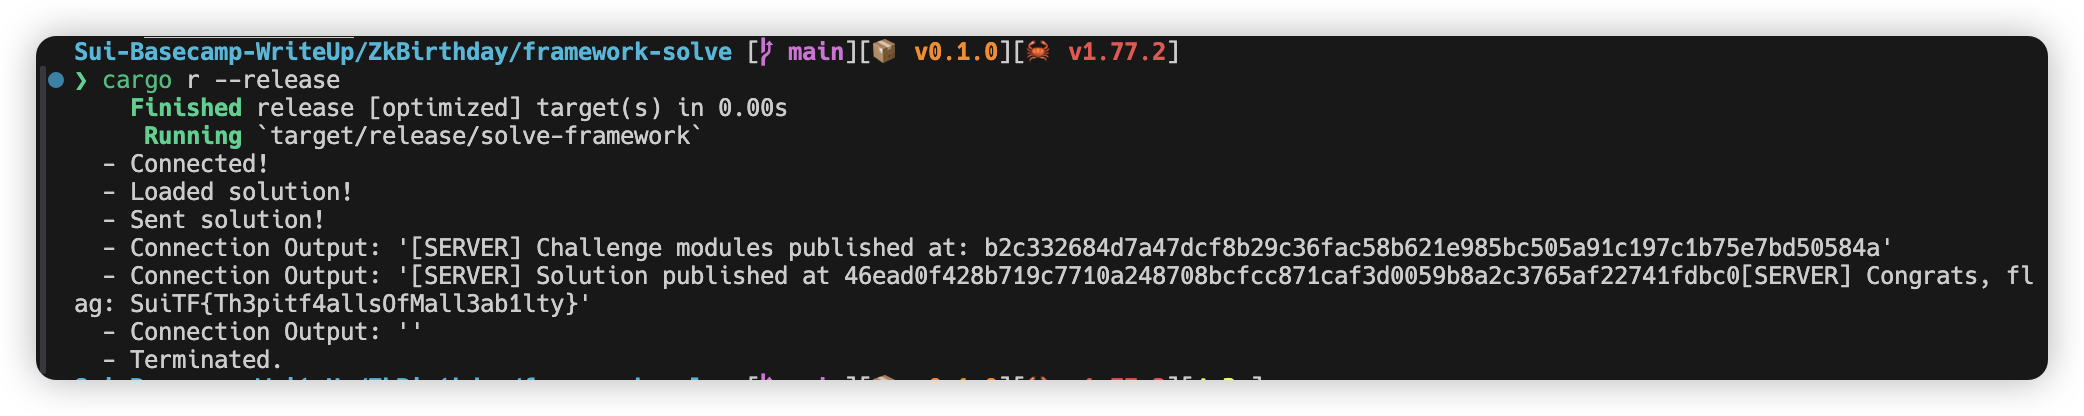 Sui-Basecamp-WriteUp/ZkBirthday/framework-solve [ main][📦 v0.1.0][🦀 v1.77.2]
❯ cargo r --release
Finished release [optimized] target(s) in 0.00s
Running `target/release/solve-framework`
- Connected!
- Loaded solution!
- Sent solution!
- Connection Output: '[SERVER] Challenge modules published at: b2c332684d7a47dcf8b29c36fac58b621e985bc505a91c197c1b75e7bd50584a'
- Connection Output: '[SERVER] Solution published at 46ead0f428b719c7710a248708bcfcc871caf3d0059b8a2c3765af22741fdbc0[SERVER] Congrats, fl
ag: SuiTF{Th3pitf4allsOfMall3ab1lty}'
- Connection Output: ''
- Terminated.